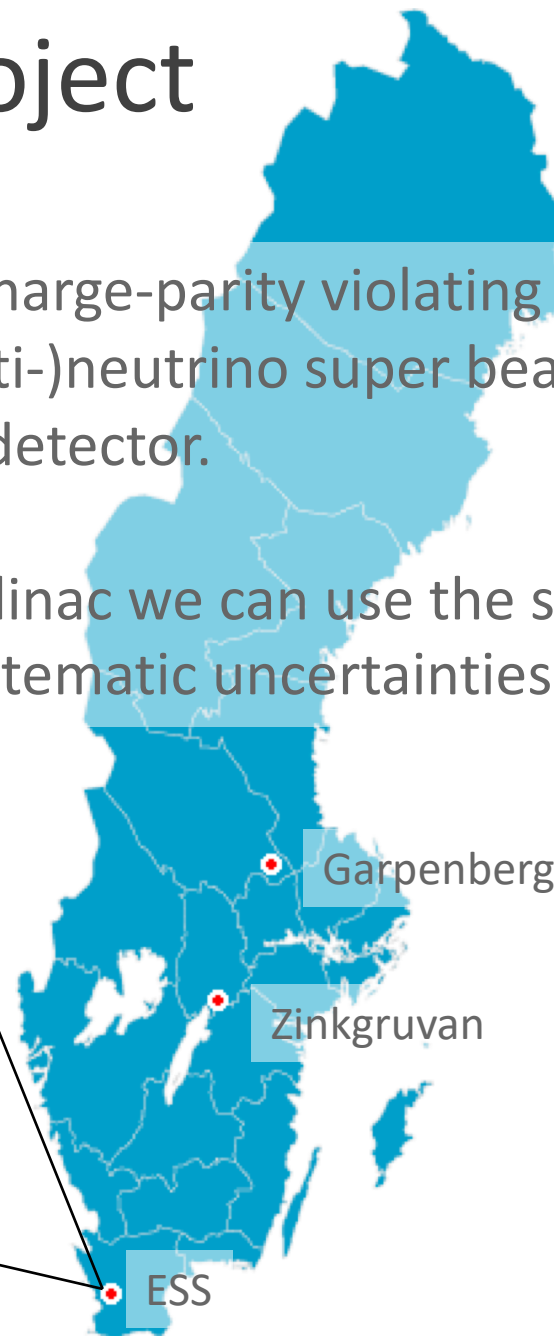 oject
harge-parity violating
ti-)neutrino super bea
detector.
linac we can use the s
tematic uncertainties
Garpenberg
Zinkgruvan
ESS